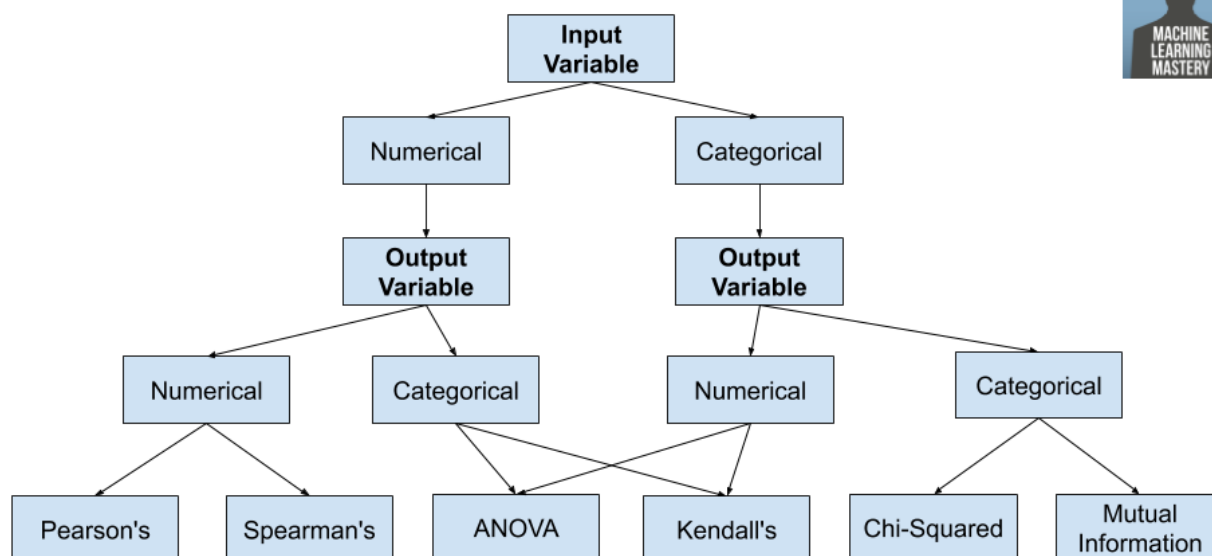 Input
Variable
MACHINE
LEARNING
MASTERY
Numerical
Categorical
Output
Variable
Output
Variable
Numerical
Categorical
Numerical
Categorical
Pearson's
Spearman's
ANOVA
Kendall's
Chi-Squared
Mutual
Information